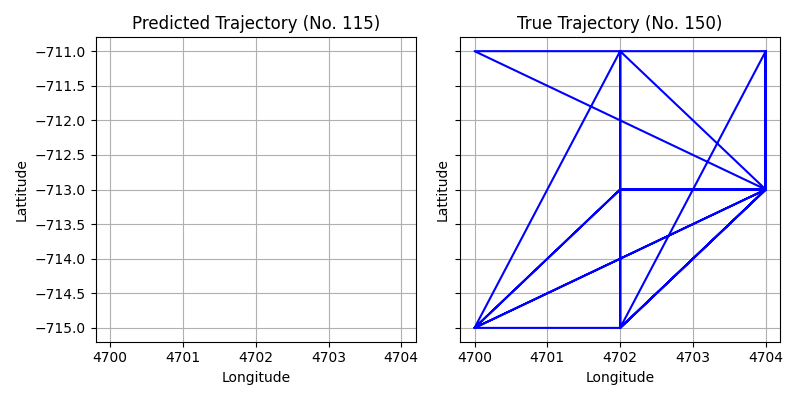 Predicted Trajectory (No. 115)
True Trajectory (No. 150)
−711.0
−711.5
−712.0
−712.5
−713.0
−713.5
−714.0
−714.5
−715.0
Lattitude
Lattitude
4700 4701 4702 4703 4704
4700 4701 4702 4703 4704
Longitude
Longitude